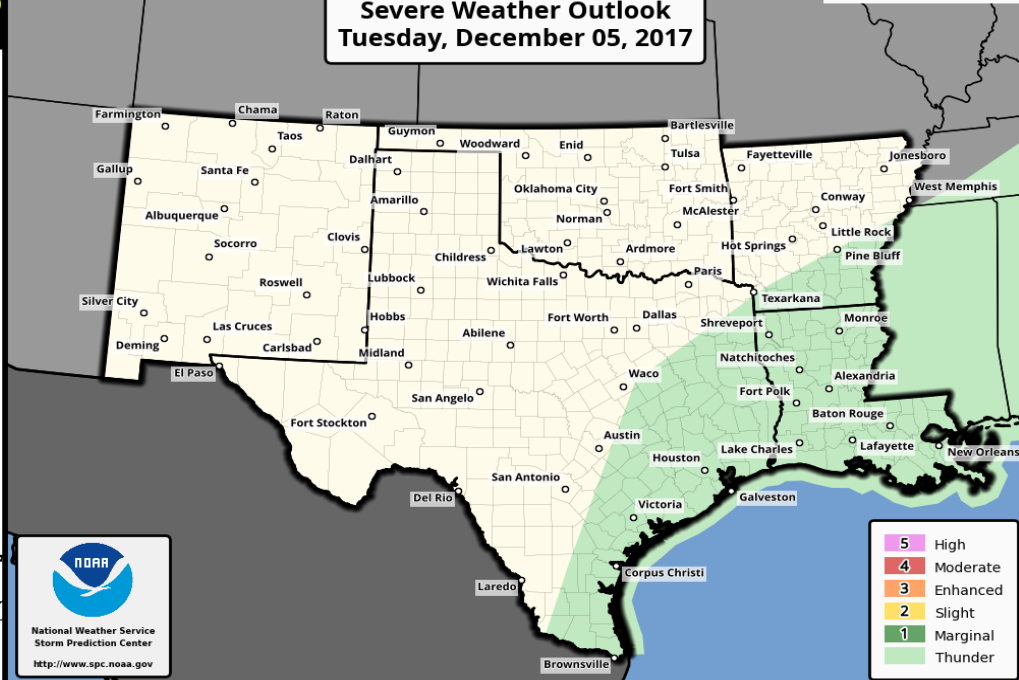 Severe Weather Outlook
Tuesday, December 05, 2017
Farmington
Chama
Raton
Taos
Guymon
Woodward
Enid
Bartlesville
Tulsa
Fayetteville
Jonesboro
Gallup
Santa Fe
Dalhart
West Memphis
Albuquerque
Amarillo
Oklahoma City
Fort Smith
Conway
Norman
McAlester
Little Rock
Socorro
Clovis
Childress
Lawton
Ardmore
Hot Springs
Pine Bluff
Roswell
Lubbock
Wichita Falls
Paris
Texarkana
Silver City
Las Cruces
Hobbs
Abilene
Fort Worth
Dallas
Shreveport
Monroe
Deming
Carlsbad
Midland
Natchitoches
El Paso
San Angelo
Waco
Fort Polk
Alexandria
Fort Stockton
Austin
Baton Rouge
Lake Charles
Lafayette
New Orleans
Houston
San Antonio
Del Rio
Victoria
Galveston
Laredo
Corpus Christi
Brownsville
NOAA
National Weather Service
Storm Prediction Center
http://www.spc.noaa.gov
5 High
4 Moderate
3 Enhanced
2 Slight
1 Marginal
Thunder